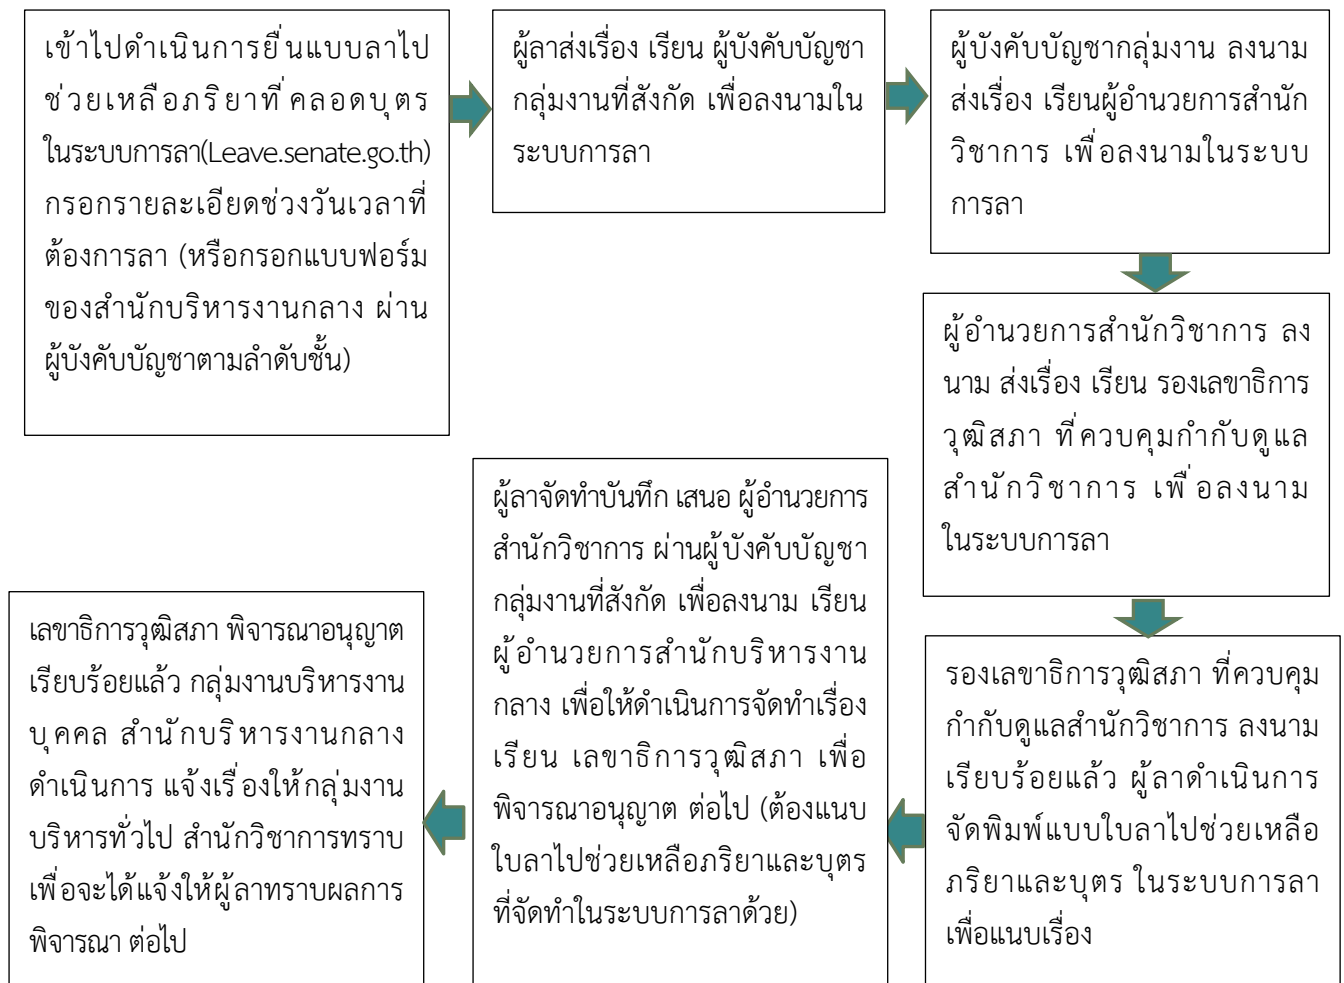 เข้าไปดำเนินการยื่นแบบลาไป
ช่วยเหลือภริยาที่คลอดบุตร
ในระบบการลา(Leave.senate.go.th)
กรอกรายละเอียดช่วงวันเวลาที่
ต้องการลา (หรือกรอกแบบฟอร์ม
ของสำนักบริหารงานกลาง ผ่าน
ผู้บังคับบัญชาตามลำดับชั้น)
ผู้ลาส่งเรื่อง เรียน ผู้บังคับบัญชา
กลุ่มงานที่สังกัด เพื่อลงนามใน
ระบบการลา
ผู้บังคับบัญชากลุ่มงาน ลงนาม
ส่งเรื่อง เรียนผู้อำนวยการสำนัก
วิชาการ เพื่อลงนามในระบบ
การลา
ผู้อำนวยการสำนักวิชาการ ลง
นาม ส่งเรื่อง เรียน รองเลขาธิการ
วุฒิสภา ที่ควบคุมกำกับดูแล
สำนักวิชาการ เพื่อลงนาม
ในระบบการลา
รองเลขาธิการวุฒิสภา ที่ควบคุม
กำกับดูแลสำนักวิชาการ ลงนาม
เรียบร้อยแล้ว ผู้ลาดำเนินการ
จัดพิมพ์แบบใบลาไปช่วยเหลือ
ภริยาและบุตร ในระบบการลา
เพื่อแนบเรื่อง
ผู้ลาจัดทำบันทึก เสนอ ผู้อำนวยการ
สำนักวิชาการ ผ่านผู้บังคับบัญชา
กลุ่มงานที่สังกัด เพื่อลงนาม เรียน
ผู้อำนวยการสำนักบริหารงาน
กลาง เพื่อให้ดำเนินการจัดทำเรื่อง
เรียน เลขาธิการวุฒิสภา เพื่อ
พิจารณาอนุญาต ต่อไป (ต้องแนบ
ใบลาไปช่วยเหลือภริยาและบุตร
ที่จัดทำในระบบการลาด้วย)
เลขาธิการวุฒิสภา พิจารณาอนุญาต
เรียบร้อยแล้ว กลุ่มงานบริหารงาน
บุคคล สำนักบริหารงานกลาง
ดำเนินการ แจ้งเรื่องให้กลุ่มงาน
บริหารทั่วไป สำนักวิชาการทราบ
เพื่อจะได้แจ้งให้ผู้ลาทราบผลการ
พิจารณา ต่อไป